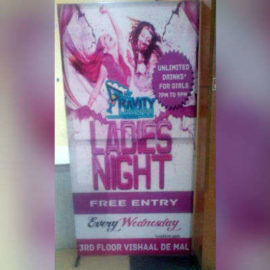 UNLIMITED
DRINKS*
FOR GIRLS
7PM TO 9PM
GRAVITY
LADIES
NIGHT
FREE ENTRY
Every Wednesday
3RD FLOOR VISHAAL DE MAL